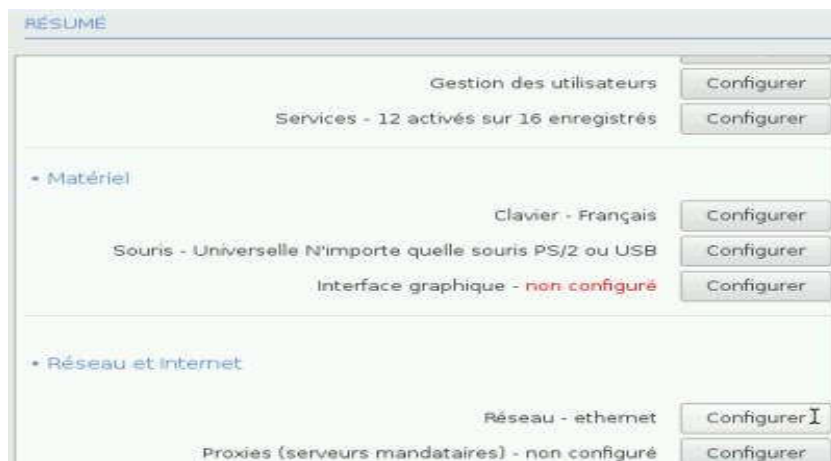 RÉSUMÉ
Gestion des utilisateurs Configurer
Services - 12 activés sur 16 enregistrés Configurer
• Matériel
Clavier - Français Configurer
Souris - Universelle N'importe quelle souris PS/2 ou USB Configurer
Interface graphique - non configuré Configurer
• Réseau et Internet
Réseau - ethernet Configurer
Proxies (serveurs mandataires) - non configuré Configurer